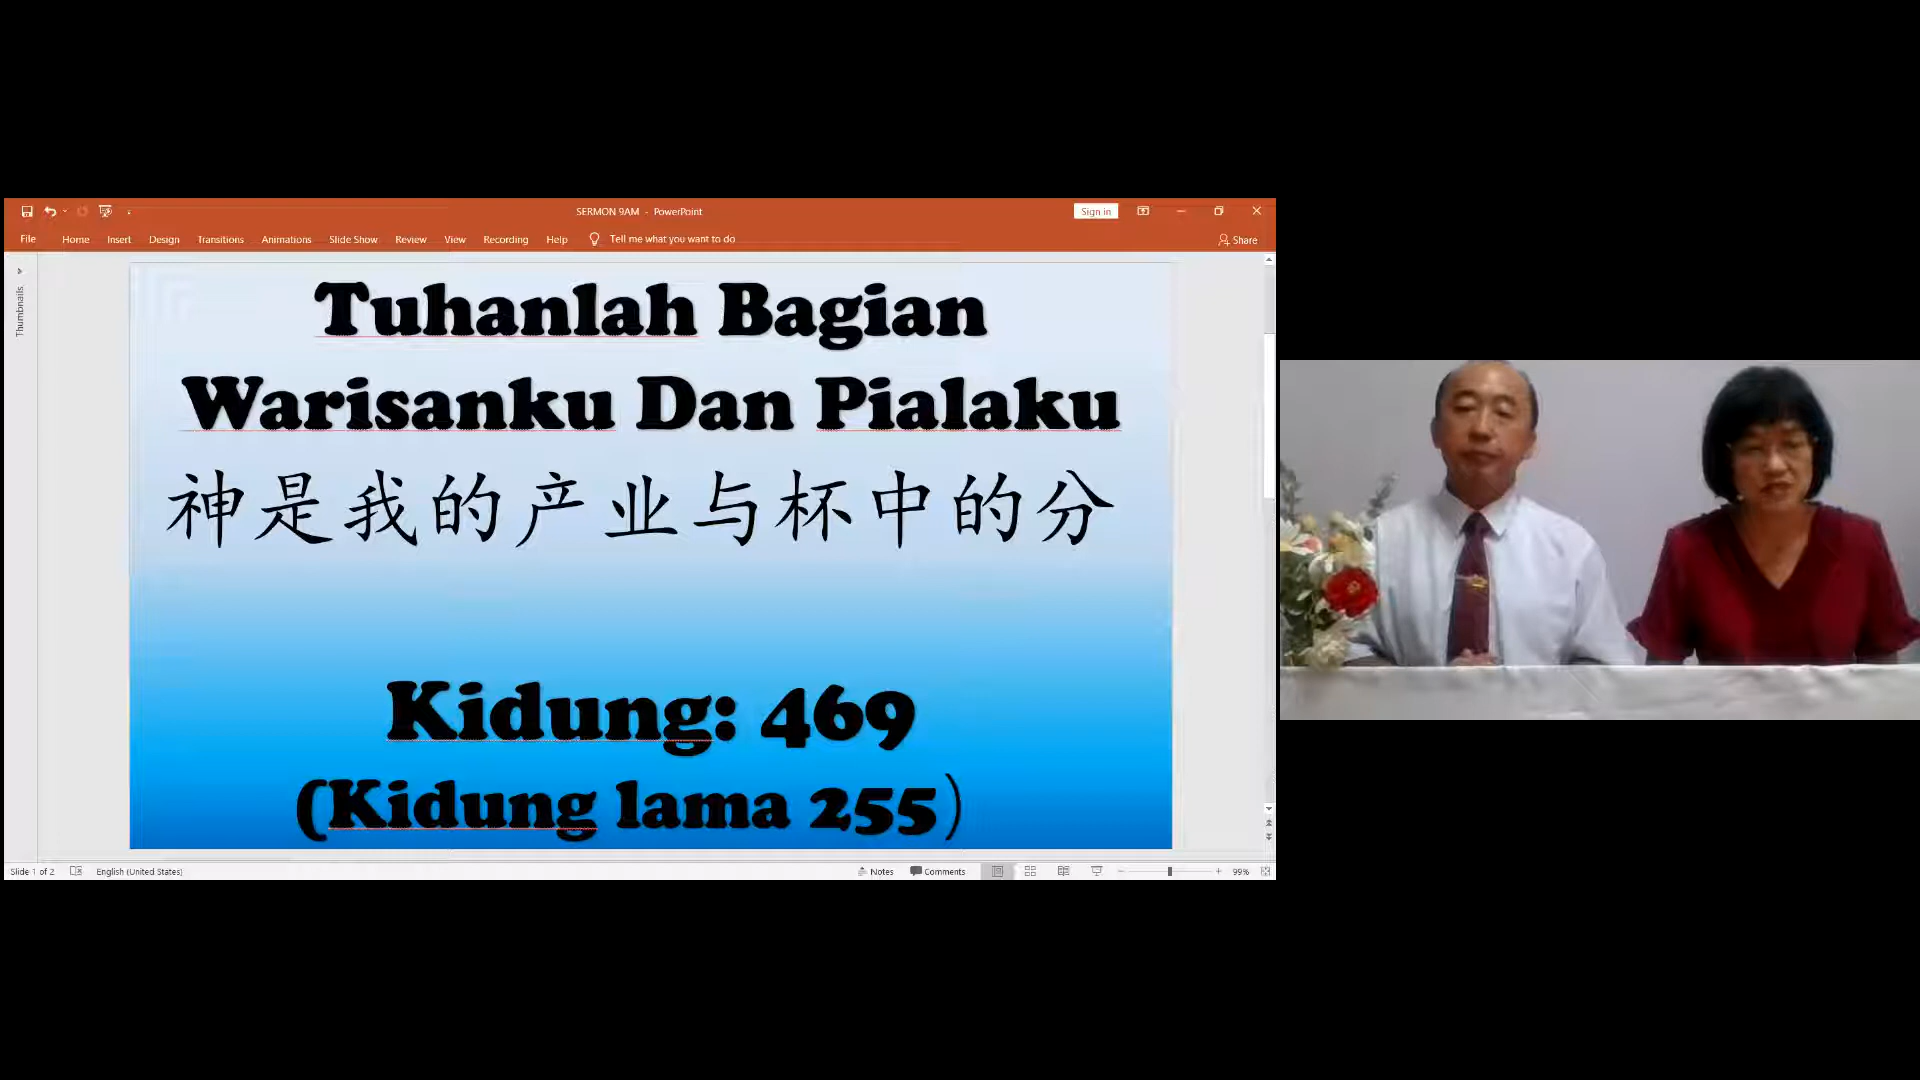 SERMON 9AM - PowerPoint
Sign in
File Home Insert Design Transitions Animations Slide Show Review View Recording Help Tell me what you want to do Share
Thumbnails
Tuhanlah Bagian
Warisanku Dan Pialaku
神是我的产业与杯中的分
Kidung: 469
(Kidung lama 255）
Slide 1 of 2 English (United States) Notes Comments 99%